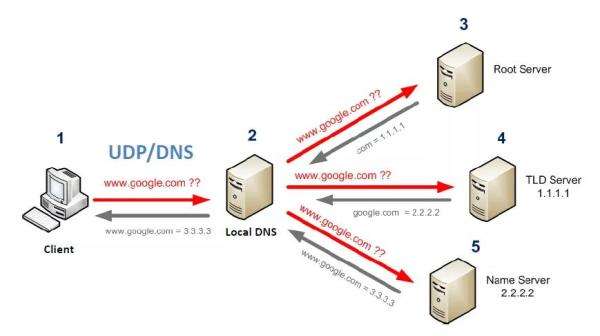 3
Root Server
www.google.com ??
.com = 1.1.1.1
1
UDP/DNS
2
4
www.google.com ??
www.google.com ??
TLD Server
1.1.1.1
google.com = 2.2.2.2
www.google.com = 3.3.3.3
Client
Local DNS
www.google.com ??
5
www.google.com = 3.3.3.3
Name Server
2.2.2.2